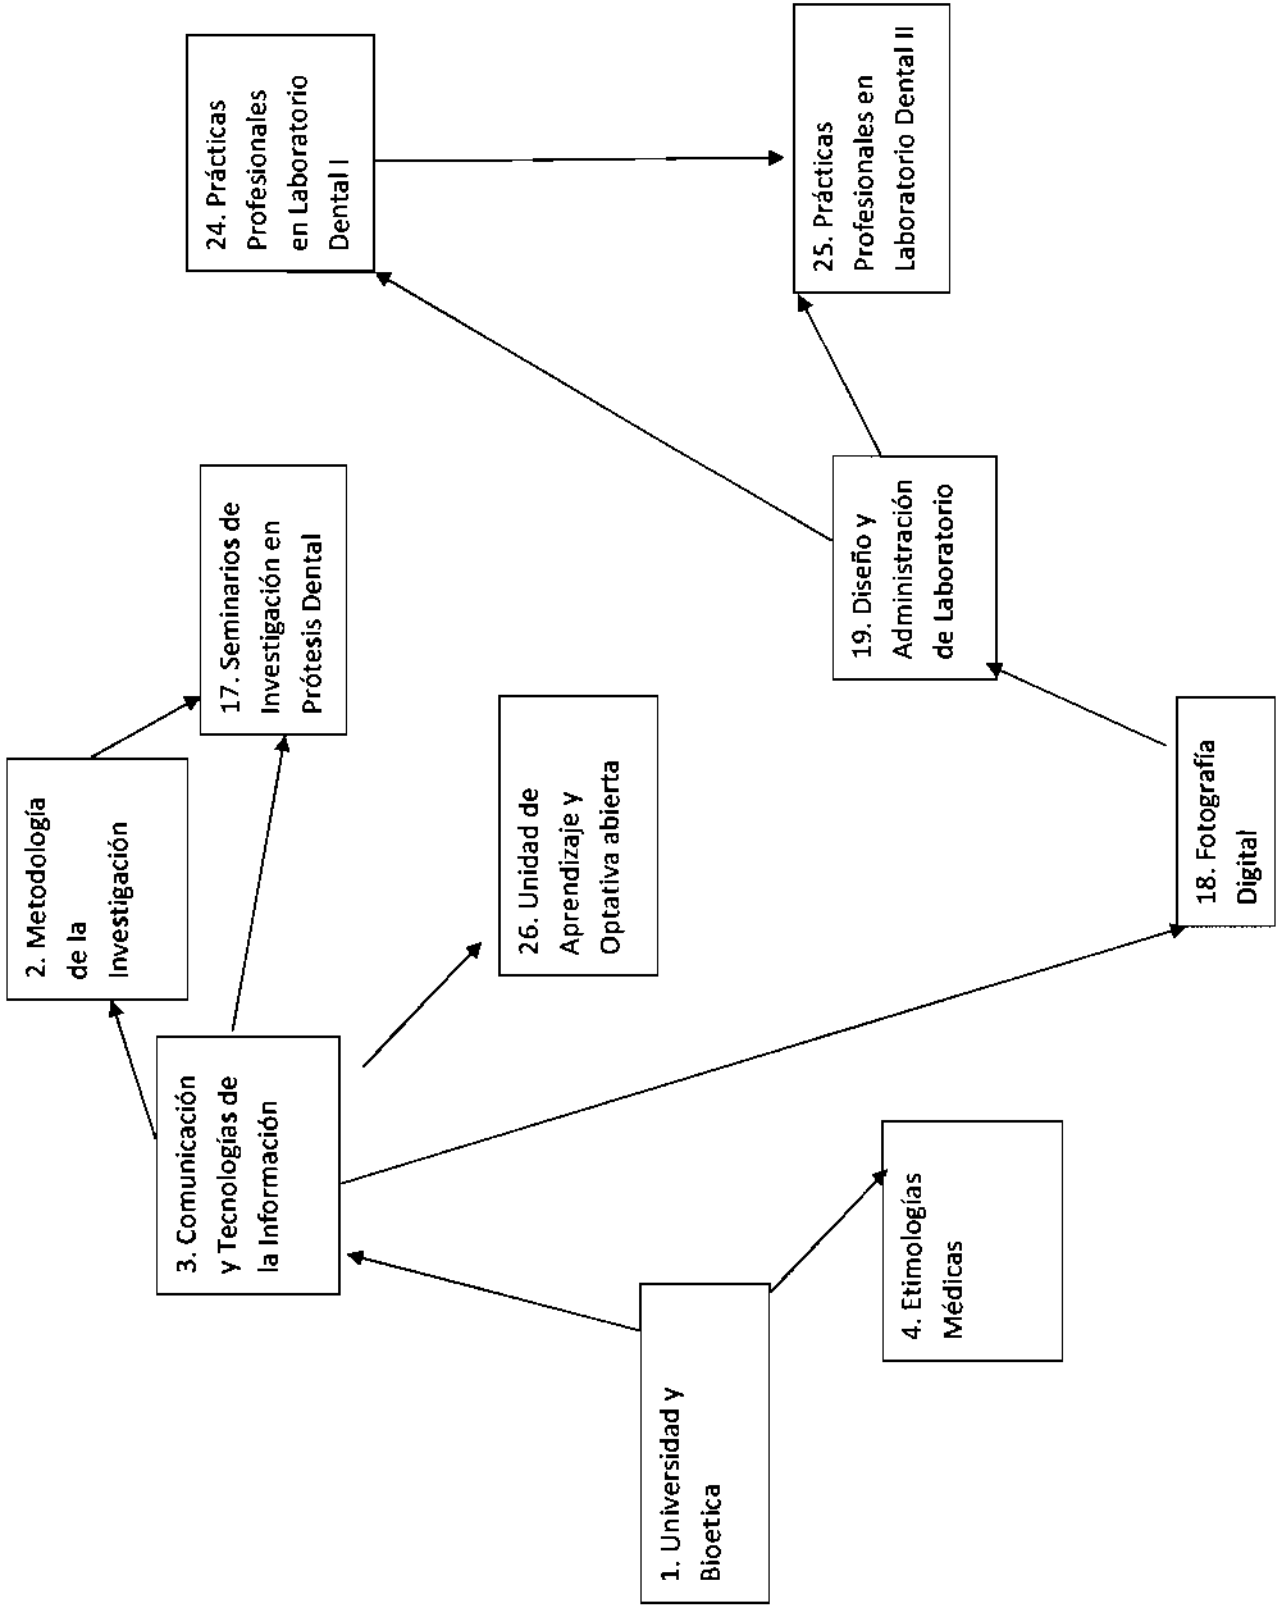 2. Metodología
de la
Investigación
3. Comunicación
y Tecnologías de
la Información
17. Seminarios de
Investigación en
Prótesis Dental
24. Prácticas
Profesionales
en Laboratorio
Dental I
26. Unidad de
Aprendizaje y
Optativa abierta
1. Universidad y
Bioetica
4. Etimologías
Médicas
19. Diseño y
Administración
de Laboratorio
25. Prácticas
Profesionales en
Laboratorio Dental II
18. Fotografía
Digital